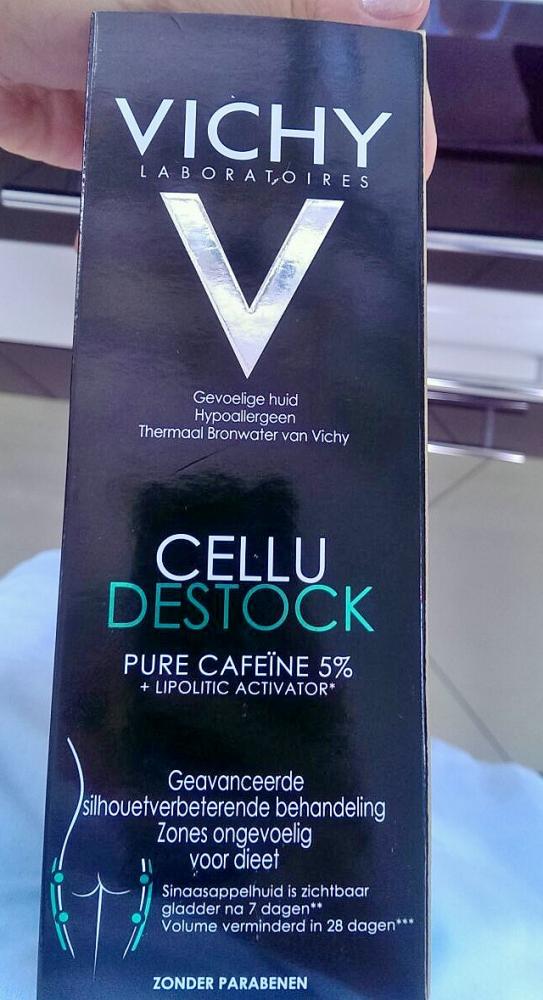 VICHY
LABORATOIRES
V
Gevoelige huid
Hypoallergeen
Thermaal Bronwater van Vichy
CELLU
DESTOCK
PURE CAFEÏNE 5%
+ LIPOLITIC ACTIVATOR*
Geavanceerde
silhouetverbeterende behandeling
Zones ongevoelig
voor dieet
Sinaasappelhuid is zichtbaar
gladder na 7 dagen**
Volume verminderd in 28 dagen***
ZONDER PARABENEN